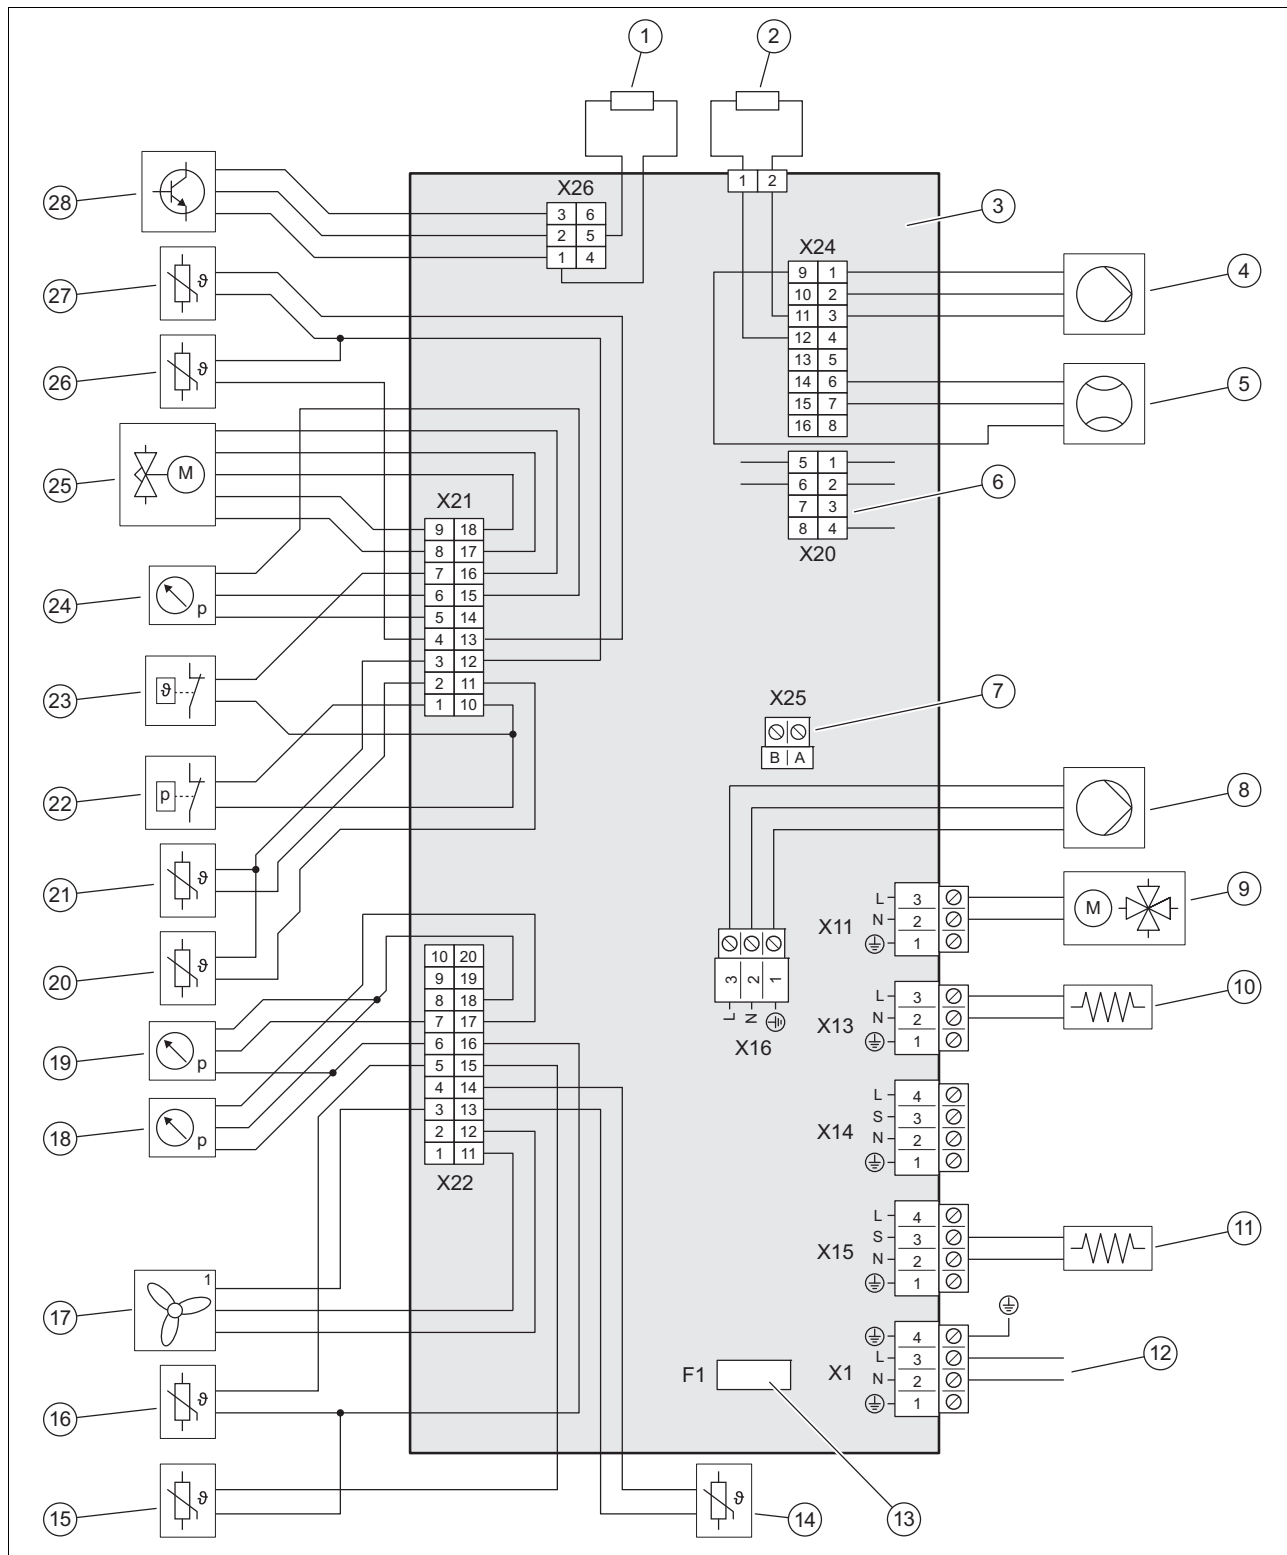 1
2
28
X26
3 6
2 5
1 4
1 2
3
27
ϑ
X24
9 1
10 2
11 3
12 4
13 5
14 6
15 7
16 8
4
26
ϑ
5
25
M
5 1
6 2
7 3
8 4
X20
6
X21
9 18
8 17
7 16
6 15
5 14
4 13
3 12
2 11
1 10
24
p
23
ϑ
X25
B A
7
22
p
8
21
ϑ
L 3
N 2
1
X11
M
9
20
ϑ
10 20
9 19
8 18
7 17
6 16
5 15
4 14
3 13
2 12
1 11
X22
3 2 1
L N
X16
L 3
N 2
1
X13
10
19
p
18
p
L 4
S 3
N 2
1
X14
L 4
S 3
N 2
1
X15
11
17
1
4
L 3
N 2
1
X1
12
F1
16
ϑ
15
ϑ
ϑ
14
13